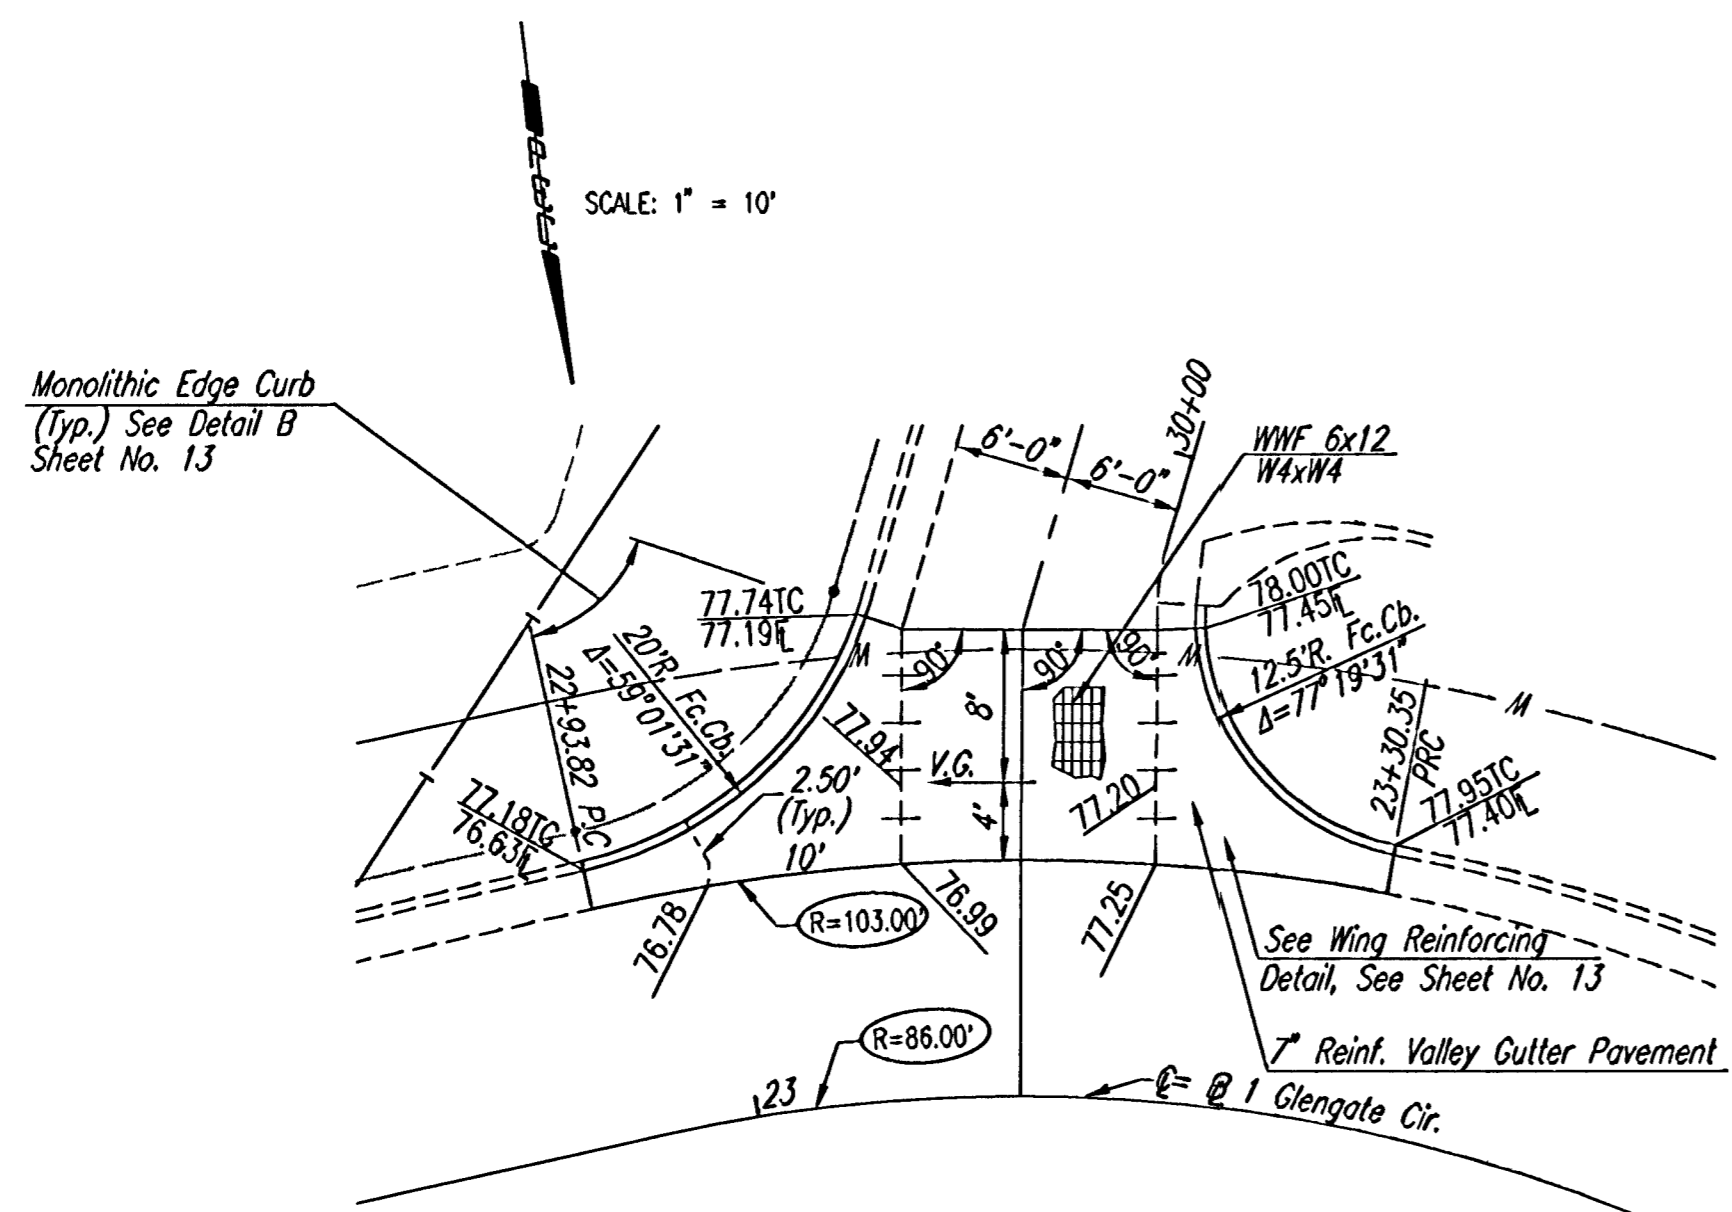 SCALE: 1" = 10'
Monolithic Edge Curb
(Typ.) See Detail B
Sheet No. 13
6'-0"
6'-0"
30+00
WWF 6x12
W4xW4
77.74TC
77.19℄
20'R. Fc.Cb.
Δ=59°01'31"
22+93.82 P.C
77.18TC
76.63℄
M
90°
90°
90°
M
78.00TC
77.45℄
12.5'R. Fc.Cb.
Δ=77°19'31"
M
23+30.35
PRC
77.95TC
77.40℄
77.94
V.G.
8'
4'
77.20
2.50'
(Typ.)
10'
76.78
R=103.00'
76.99
77.25
See Wing Reinforcing
Detail, See Sheet No. 13
7" Reinf. Valley Gutter Pavement
R=86.00'
23
℄= 1 Glengate Cir.